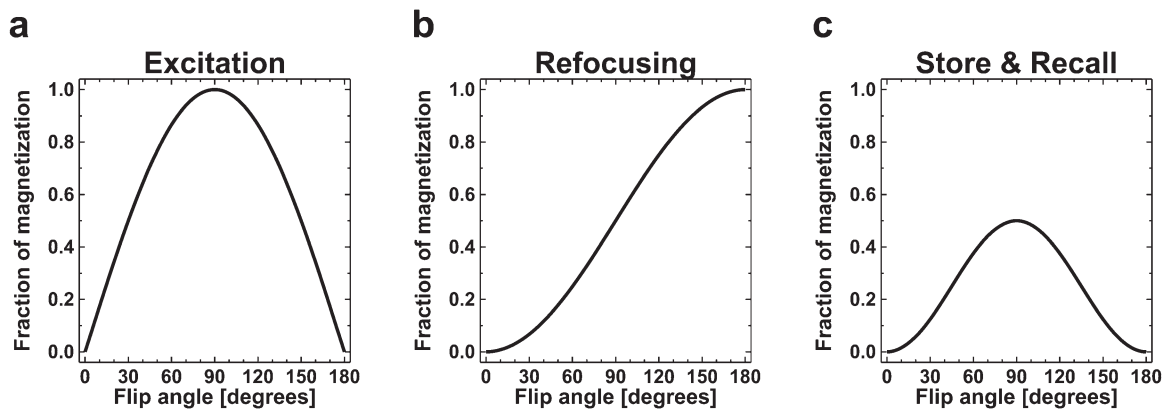 a
Excitation
Fraction of magnetization
1.0
0.8
0.6
0.4
0.2
0.0
0 30 60 90 120 150 180
Flip angle [degrees]
b
Refocusing
Fraction of magnetization
1.0
0.8
0.6
0.4
0.2
0.0
0 30 60 90 120 150 180
Flip angle [degrees]
c
Store & Recall
Fraction of magnetization
1.0
0.8
0.6
0.4
0.2
0.0
0 30 60 90 120 150 180
Flip angle [degrees]